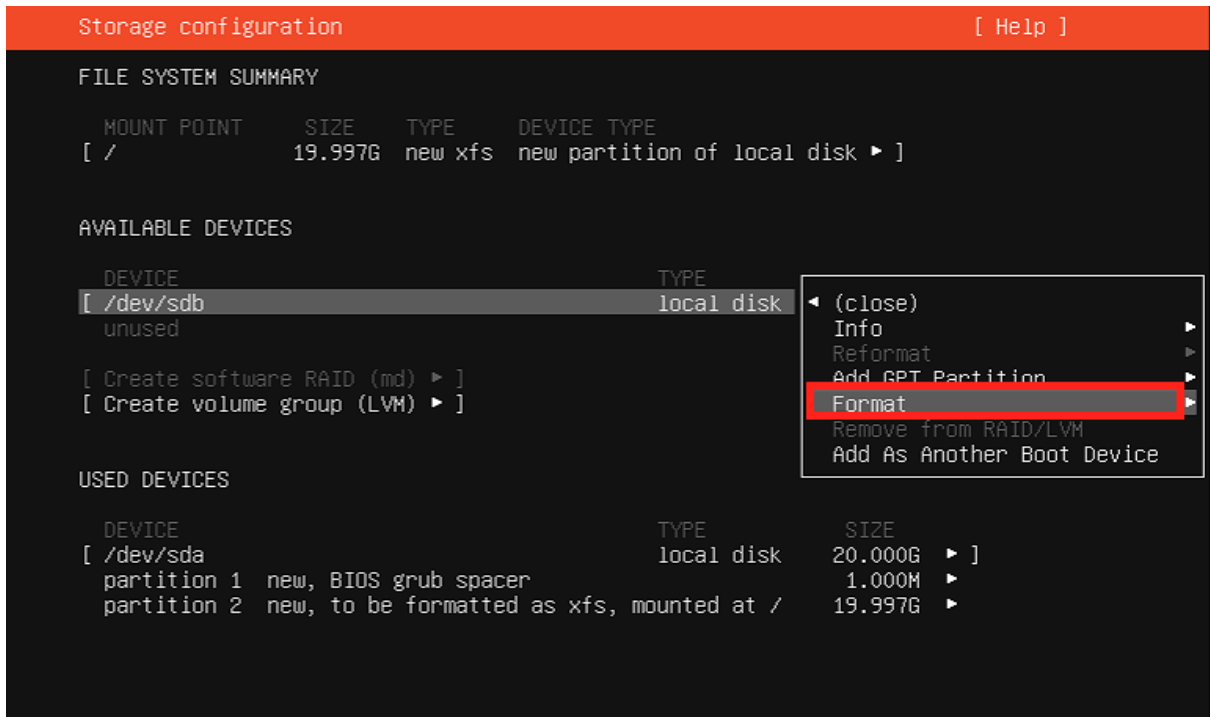 Storage configuration [ Help ]
FILE SYSTEM SUMMARY
MOUNT POINT SIZE TYPE DEVICE TYPE
[ / 19.997G new xfs new partition of local disk ▸ ]
AVAILABLE DEVICES
DEVICE TYPE
[ /dev/sdb local disk
unused
[ Create software RAID (md) ▸ ]
[ Create volume group (LVM) ▸ ]
◂ (close)
Info ▸
Reformat ▸
Add GPT Partition ▸
Format ▸
Remove from RAID/LVM
Add As Another Boot Device
USED DEVICES
DEVICE TYPE SIZE
[ /dev/sda local disk 20.000G ▸ ]
partition 1 new, BIOS grub spacer 1.000M ▸
partition 2 new, to be formatted as xfs, mounted at / 19.997G ▸